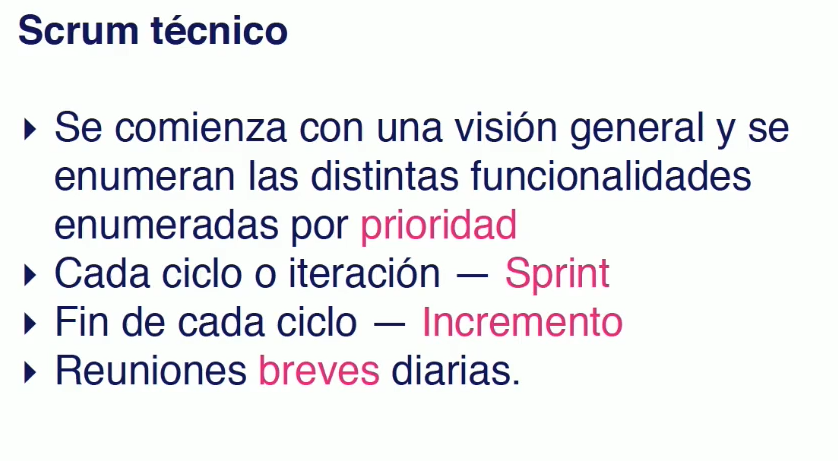 Scrum técnico
‣ Se comienza con una visión general y se
enumeran las distintas funcionalidades
enumeradas por prioridad
‣ Cada ciclo o iteración — Sprint
‣ Fin de cada ciclo — Incremento
‣ Reuniones breves diarias.